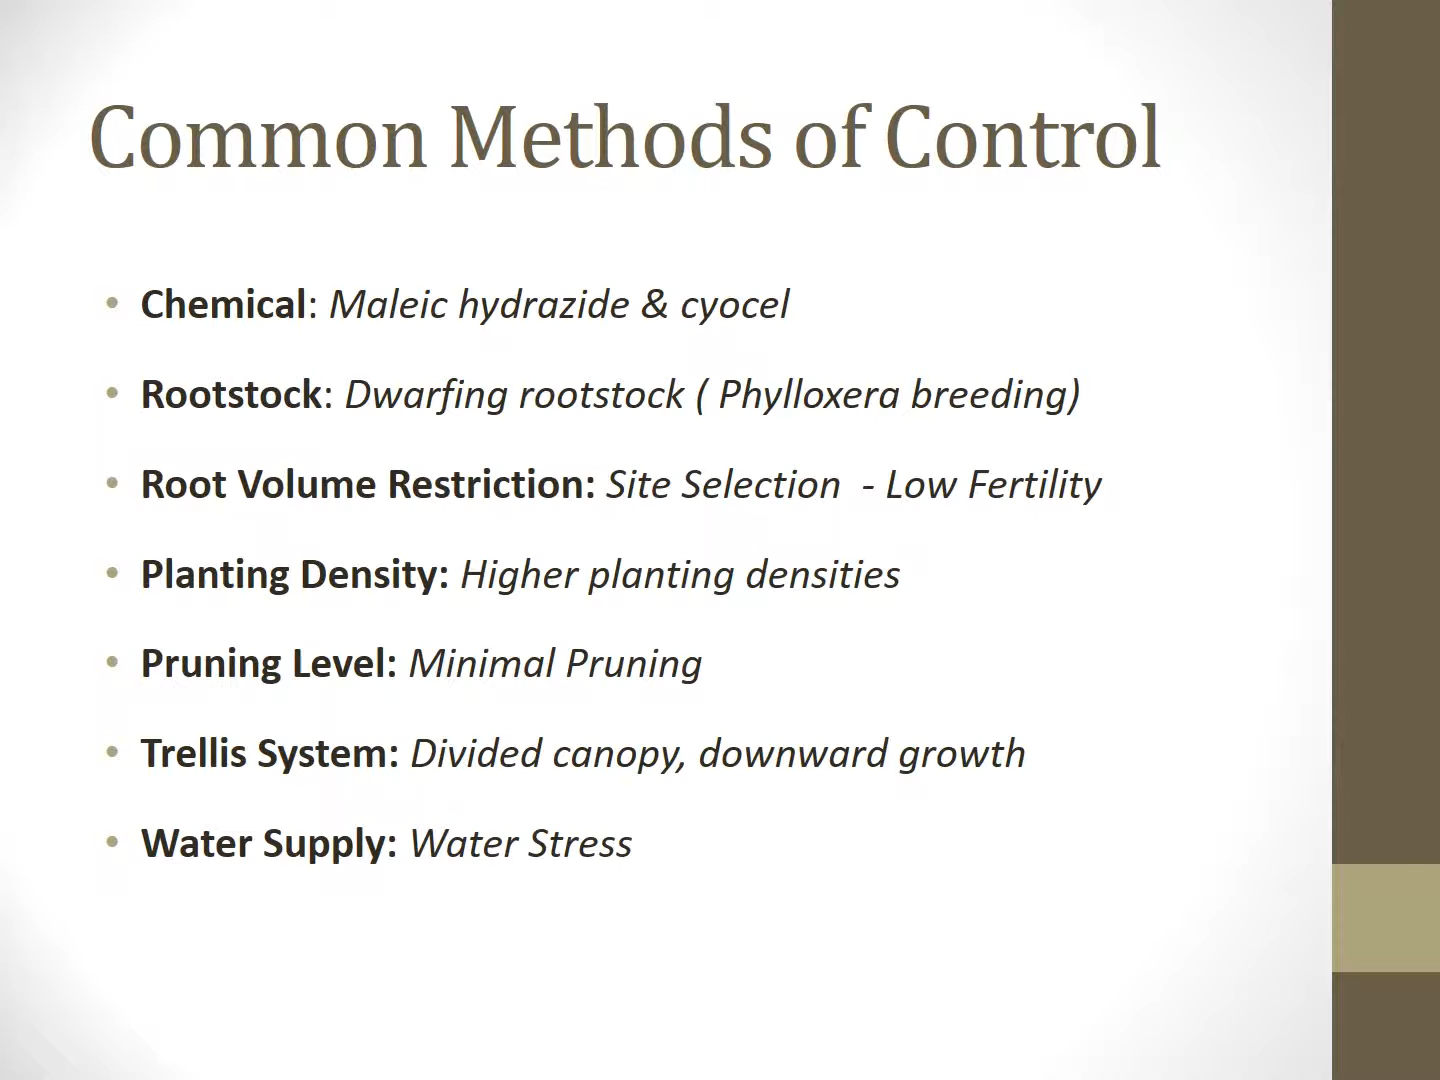 Common Methods of Control
• Chemical: Maleic hydrazide & cyocel
• Rootstock: Dwarfing rootstock ( Phylloxera breeding)
• Root Volume Restriction: Site Selection  - Low Fertility
• Planting Density: Higher planting densities
• Pruning Level: Minimal Pruning
• Trellis System: Divided canopy, downward growth
• Water Supply: Water Stress